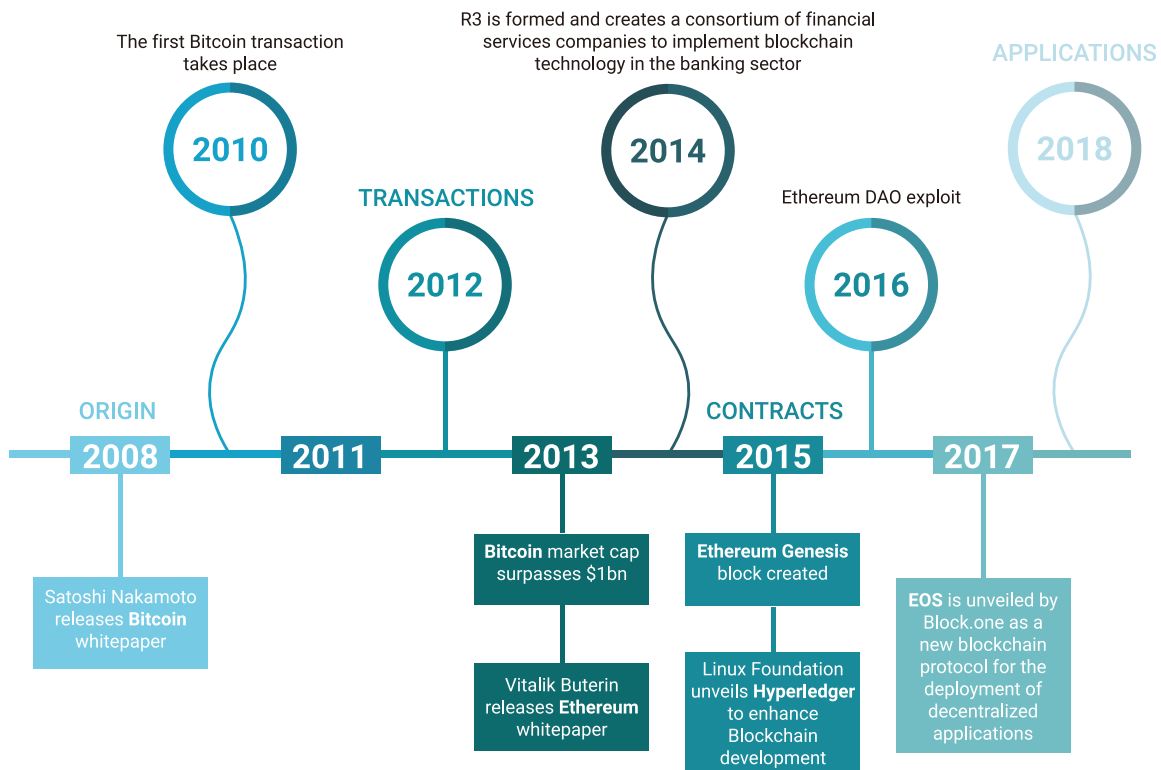 The first Bitcoin transaction
takes place
2010
R3 is formed and creates a consortium of financial
services companies to implement blockchain
technology in the banking sector
2014
APPLICATIONS
2018
TRANSACTIONS
2012
Ethereum DAO exploit
2016
ORIGIN
2008
2011
2013
CONTRACTS
2015
2017
Satoshi Nakamoto
releases Bitcoin
whitepaper
Bitcoin market cap
surpasses $1bn
Vitalik Buterin
releases Ethereum
whitepaper
Ethereum Genesis
block created
Linux Foundation
unveils Hyperledger
to enhance
Blockchain
development
EOS is unveiled by
Block.one as a
new blockchain
protocol for the
deployment of
decentralized
applications